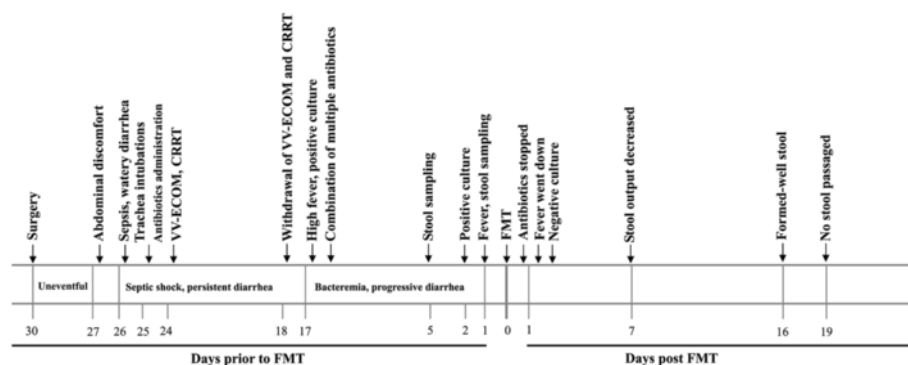 Surgery
Abdominal discomfort
Sepsis, watery diarrhea
Trachea intubations
Antibiotics administration
VV-ECOM, CRRT
Withdrawal of VV-ECOM and CRRT
High fever, positive culture
Combination of multiple antibiotics
Stool sampling
Positive culture
Fever, stool sampling
FMT
Antibiotics stopped
Fever went down
Negative culture
Stool output decreased
Formed-well stool
No stool passaged
Uneventful
Septic shock, persistent diarrhea
Bacteremia, progressive diarrhea
30 27 26 25 24 18 17 5 2 1 0 1 7 16 19
Days prior to FMT
Days post FMT